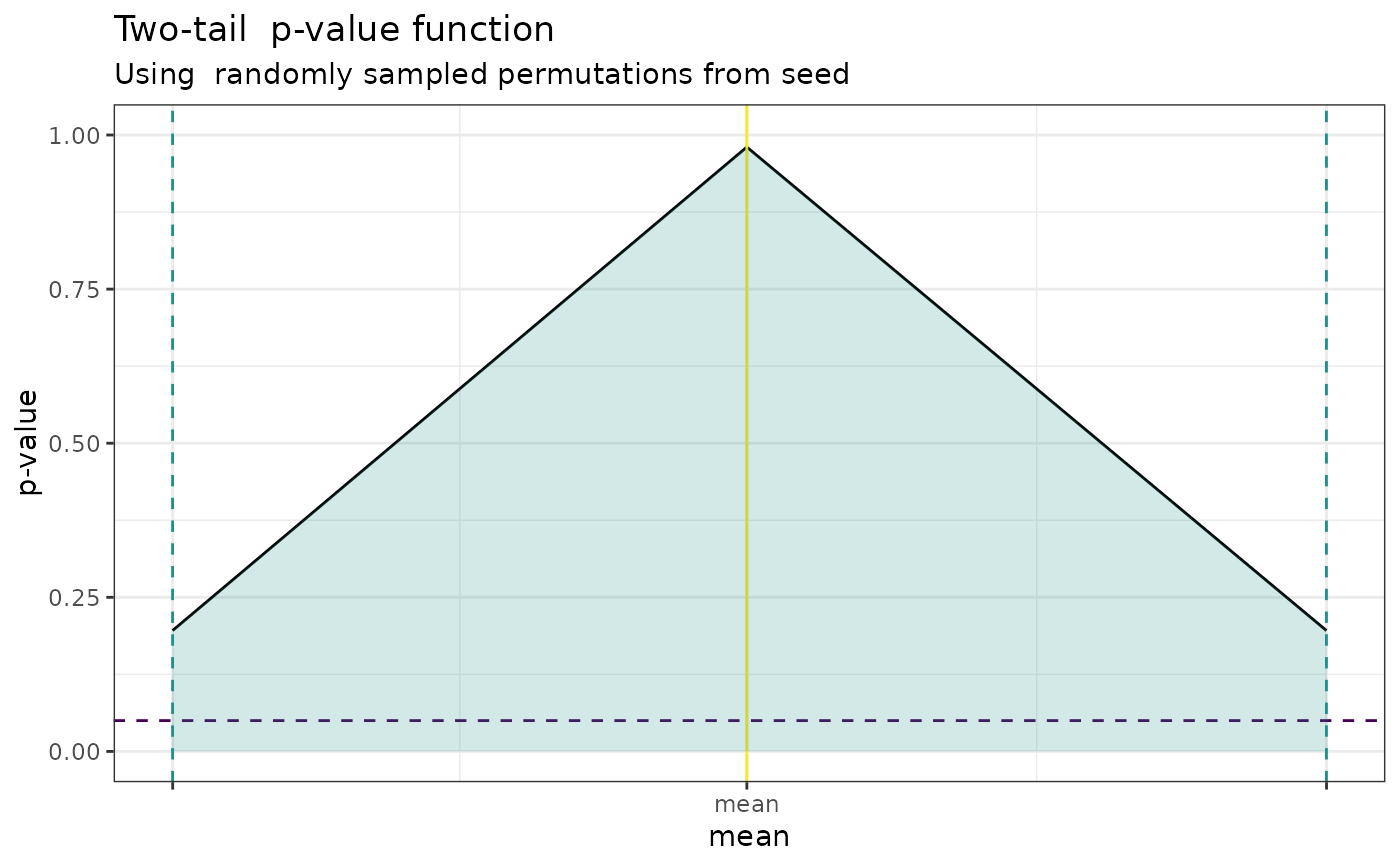 Two-tail  p-value function
Using  randomly sampled permutations from seed
1.00
0.75
0.50
0.25
0.00
p-value
mean
mean